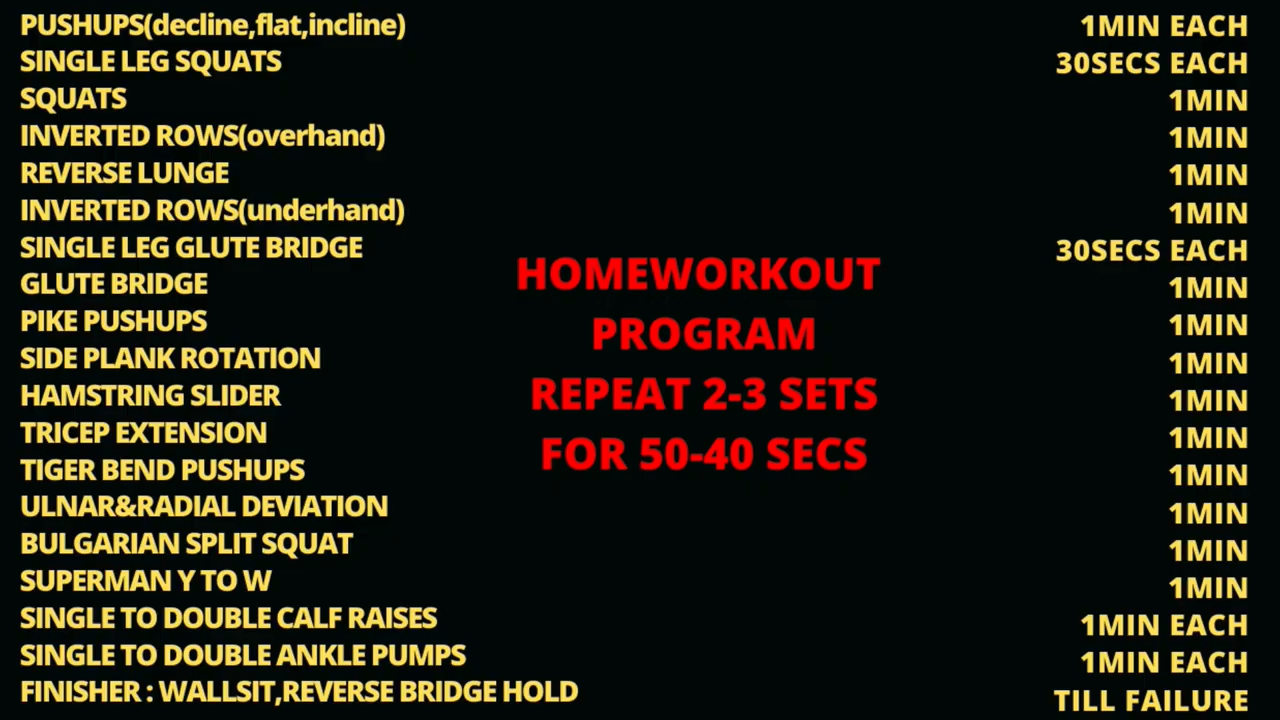 PUSHUPS(decline,flat,incline) 1MIN EACH
SINGLE LEG SQUATS 30SECS EACH
SQUATS 1MIN
INVERTED ROWS(overhand) 1MIN
REVERSE LUNGE 1MIN
INVERTED ROWS(underhand) 1MIN
SINGLE LEG GLUTE BRIDGE 30SECS EACH
GLUTE BRIDGE 1MIN
PIKE PUSHUPS 1MIN
SIDE PLANK ROTATION 1MIN
HAMSTRING SLIDER 1MIN
TRICEP EXTENSION 1MIN
TIGER BEND PUSHUPS 1MIN
ULNAR&RADIAL DEVIATION 1MIN
BULGARIAN SPLIT SQUAT 1MIN
SUPERMAN Y TO W 1MIN
SINGLE TO DOUBLE CALF RAISES 1MIN EACH
SINGLE TO DOUBLE ANKLE PUMPS 1MIN EACH
FINISHER : WALLSIT,REVERSE BRIDGE HOLD TILL FAILURE
HOMEWORKOUT
PROGRAM
REPEAT 2-3 SETS
FOR 50-40 SECS